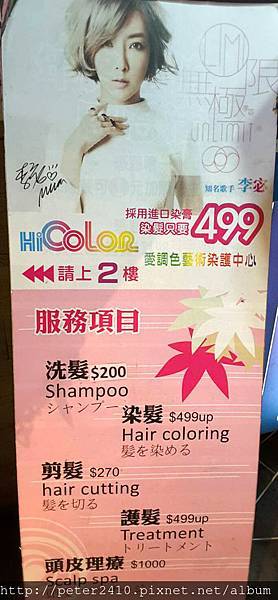 無極限
UNLIMIT
知名歌手 李宓
採用進口染膏
染髮只要 499
HiCoLoR
愛調色藝術染護中心
請上2樓
服務項目
洗髮 $200
Shampoo
シャンプー
染髮 $499up
Hair coloring
髪を染める
剪髮 $270
hair cutting
髪を切る
護髮 $499up
Treatment
トリートメント
頭皮理療 $1000
Scalp spa
http://peter2410.pixnet.net/album